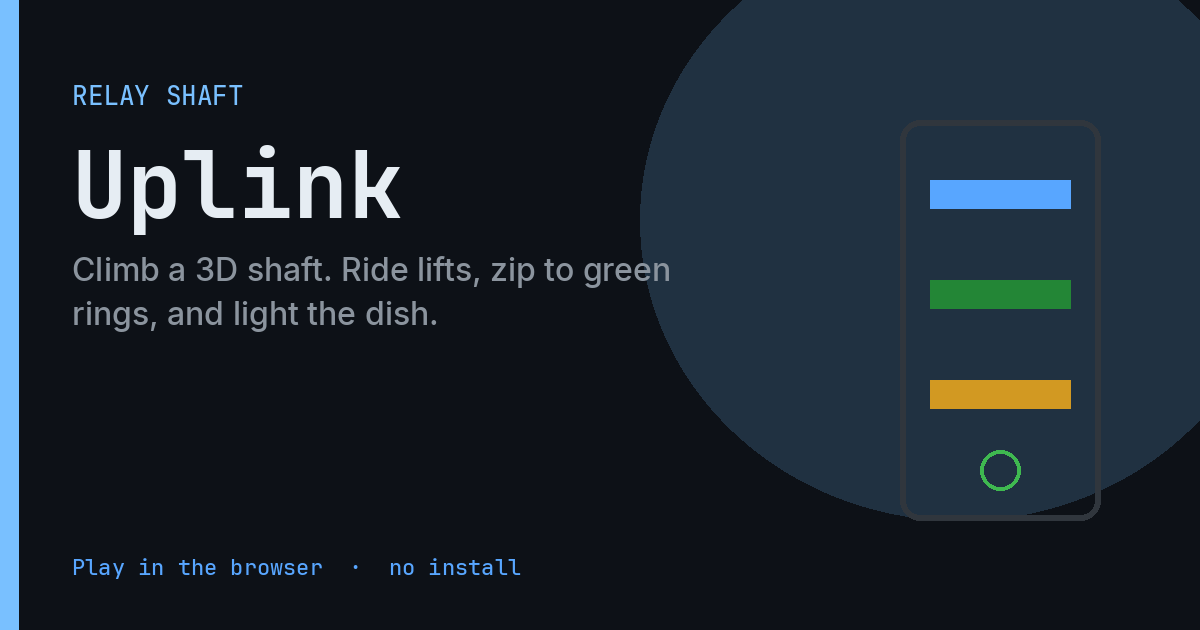 RELAY SHAFT
Uplink
Climb a 3D shaft. Ride lifts, zip to green
rings, and light the dish.
Play in the browser · no install